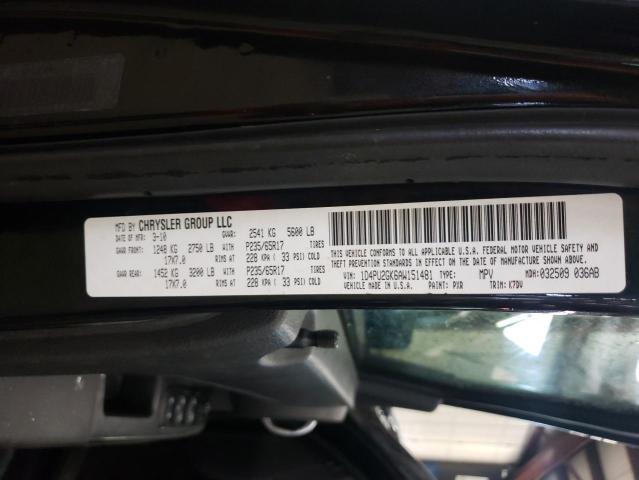 MFD BY CHRYSLER GROUP LLC
DATE OF MFR: 3-10 GVWR: 2541 KG 5600 LB
GAWR FRONT: 1248 KG 2750 LB WITH P235/65R17 TIRES
17X7.0 RIMS AT 228 KPA ( 33 PSI) COLD
GAWR REAR: 1452 KG 3200 LB WITH P235/65R17 TIRES
17X7.0 RIMS AT 228 KPA ( 33 PSI) COLD
THIS VEHICLE CONFORMS TO ALL APPLICABLE U.S.A. FEDERAL MOTOR VEHICLE SAFETY AND
THEFT PREVENTION STANDARDS IN EFFECT ON THE DATE OF MANUFACTURE SHOWN ABOVE.
VIN: 1D4PU2GK6AW151481 TYPE: MPV MDH: 032509 036AB
VEHICLE MADE IN U.S.A. PAINT: PXR TRIM: K7DV